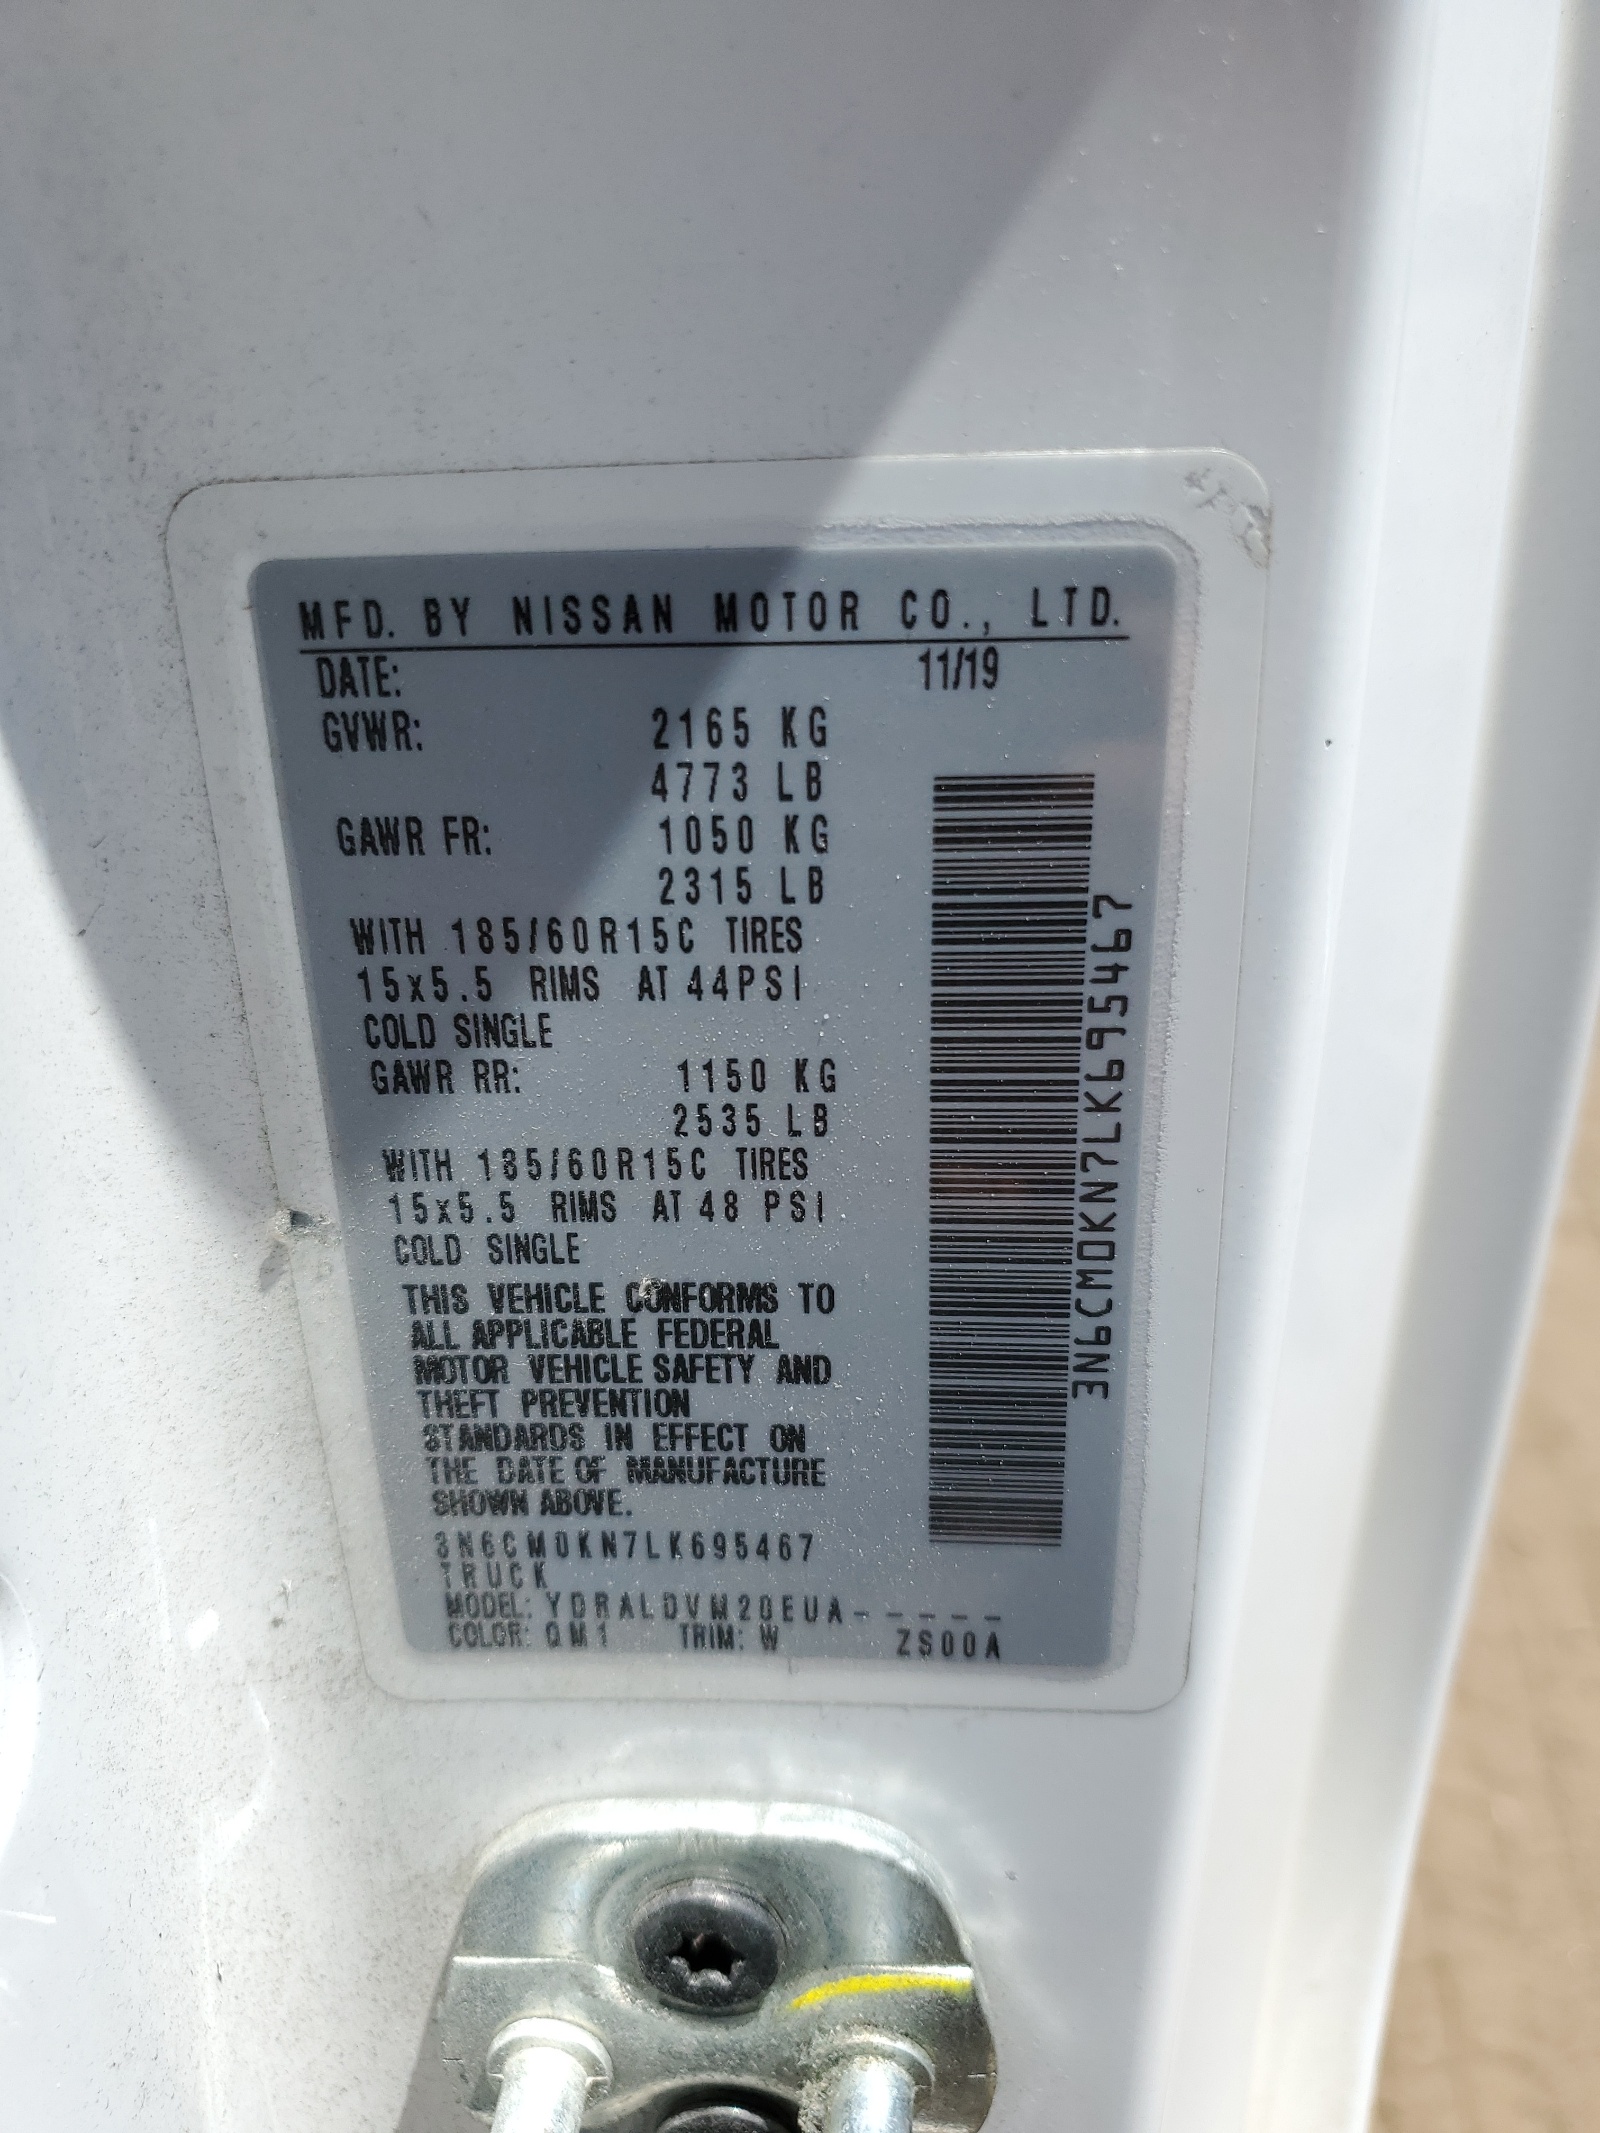 MFD. BY NISSAN MOTOR CO., LTD.
DATE: 11/19
GVWR: 2165 KG
4773 LB
GAWR FR: 1050 KG
2315 LB
WITH 185/60R15C TIRES
15x5.5 RIMS AT 44PSI
COLD SINGLE
GAWR RR: 1150 KG
2535 LB
WITH 185/60R15C TIRES
15x5.5 RIMS AT 48 PSI
COLD SINGLE
THIS VEHICLE CONFORMS TO
ALL APPLICABLE FEDERAL
MOTOR VEHICLE SAFETY AND
THEFT PREVENTION
STANDARDS IN EFFECT ON
THE DATE OF MANUFACTURE
SHOWN ABOVE.
3N6CM0KN7LK695467
TRUCK
MODEL: YDRALDVM20EUA-----
COLOR: QM1 TRIM: W ZS00A
3N6CM0KN7LK695467